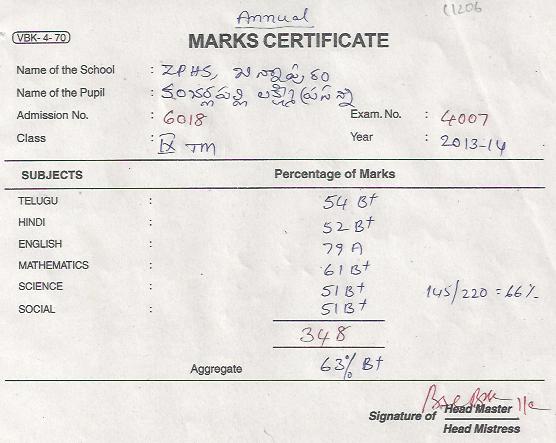 Annual
11206
VBK- 4- 70
MARKS CERTIFICATE
Name of the School : ZPHS,
Name of the Pupil :
Admission No. : 6018 Exam. No. : 4007
Class : IX TM Year : 2013-14
SUBJECTS Percentage of Marks
TELUGU : 54 B+
HINDI : 52 B+
ENGLISH : 79 A
MATHEMATICS : 61 B+
SCIENCE : 51 B+ 145/220 = 66%
SOCIAL : 51 B+
348
Aggregate 63% B+
Signature of Head Master
Head Mistress